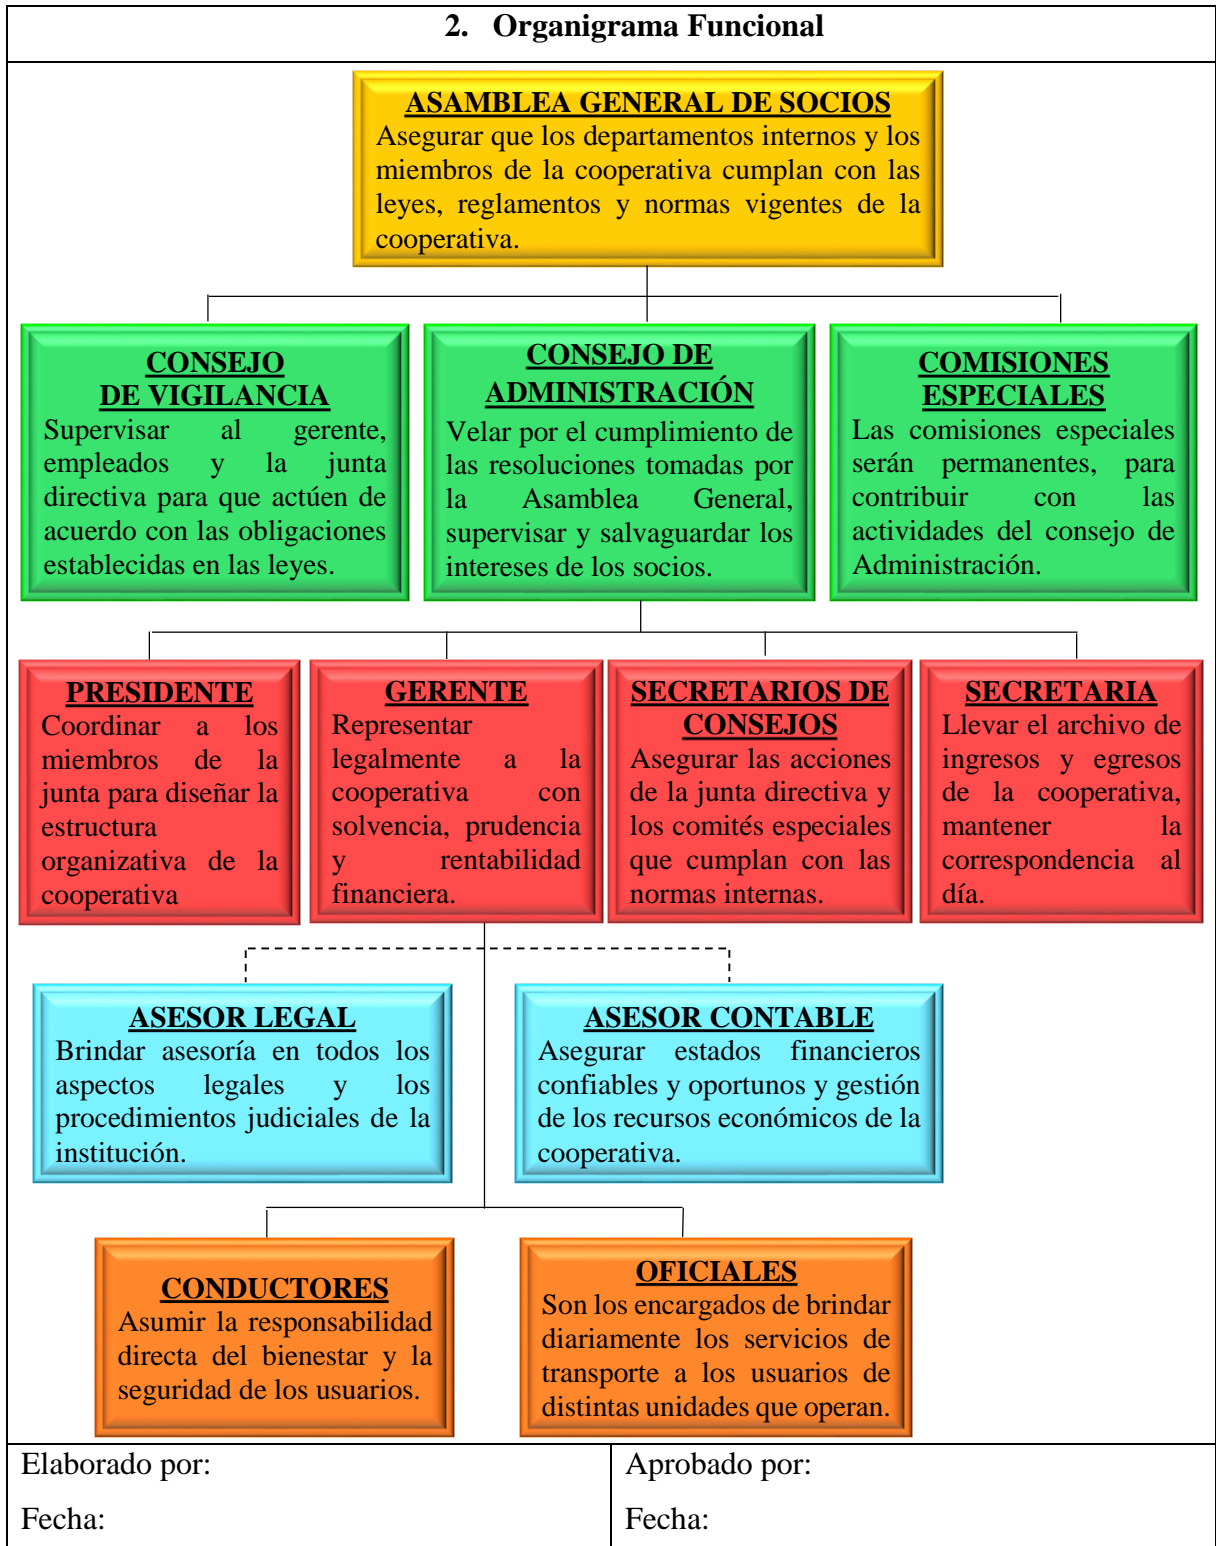 2. Organigrama Funcional
ASAMBLEA GENERAL DE SOCIOS
Asegurar que los departamentos internos y los
miembros de la cooperativa cumplan con las
leyes, reglamentos y normas vigentes de la
cooperativa.
CONSEJO
DE VIGILANCIA
Supervisar al gerente,
empleados y la junta
directiva para que actúen de
acuerdo con las obligaciones
establecidas en las leyes.
CONSEJO DE
ADMINISTRACIÓN
Velar por el cumplimiento de
las resoluciones tomadas por
la Asamblea General,
supervisar y salvaguardar los
intereses de los socios.
COMISIONES
ESPECIALES
Las comisiones especiales
serán permanentes, para
contribuir con las
actividades del consejo de
Administración.
PRESIDENTE
Coordinar a los
miembros de la
junta para diseñar la
estructura
organizativa de la
cooperativa
GERENTE
Representar
legalmente a la
cooperativa con
solvencia, prudencia
y rentabilidad
financiera.
SECRETARIOS DE
CONSEJOS
Asegurar las acciones
de la junta directiva y
los comités especiales
que cumplan con las
normas internas.
SECRETARIA
Llevar el archivo de
ingresos y egresos
de la cooperativa,
mantener la
correspondencia al
día.
ASESOR LEGAL
Brindar asesoría en todos los
aspectos legales y los
procedimientos judiciales de la
institución.
ASESOR CONTABLE
Asegurar estados financieros
confiables y oportunos y gestión
de los recursos económicos de la
cooperativa.
CONDUCTORES
Asumir la responsabilidad
directa del bienestar y la
seguridad de los usuarios.
OFICIALES
Son los encargados de brindar
diariamente los servicios de
transporte a los usuarios de
distintas unidades que operan.
Elaborado por:
Fecha:
Aprobado por:
Fecha: